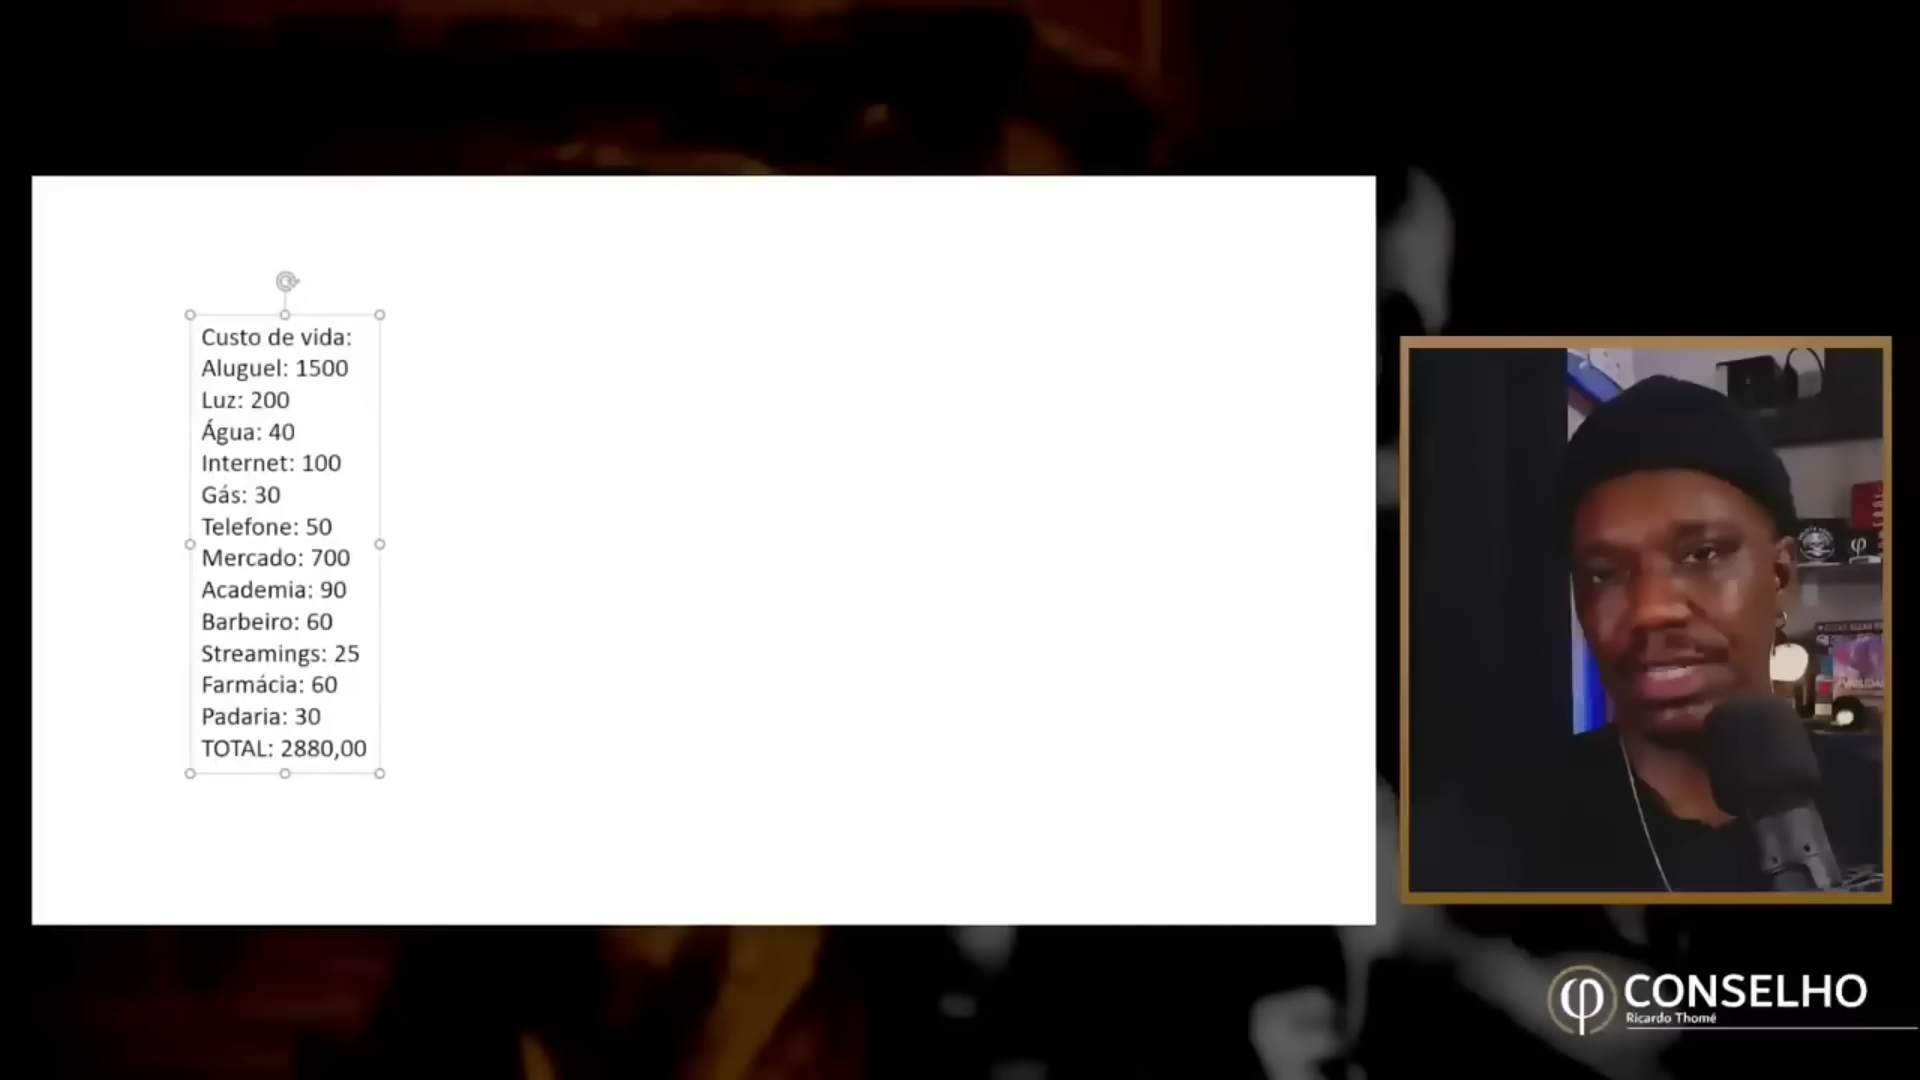 Custo de vida:
Aluguel: 1500
Luz: 200
Água: 40
Internet: 100
Gás: 30
Telefone: 50
Mercado: 700
Academia: 90
Barbeiro: 60
Streamings: 25
Farmácia: 60
Padaria: 30
TOTAL: 2880,00
φ CONSELHO
Ricardo Thomé